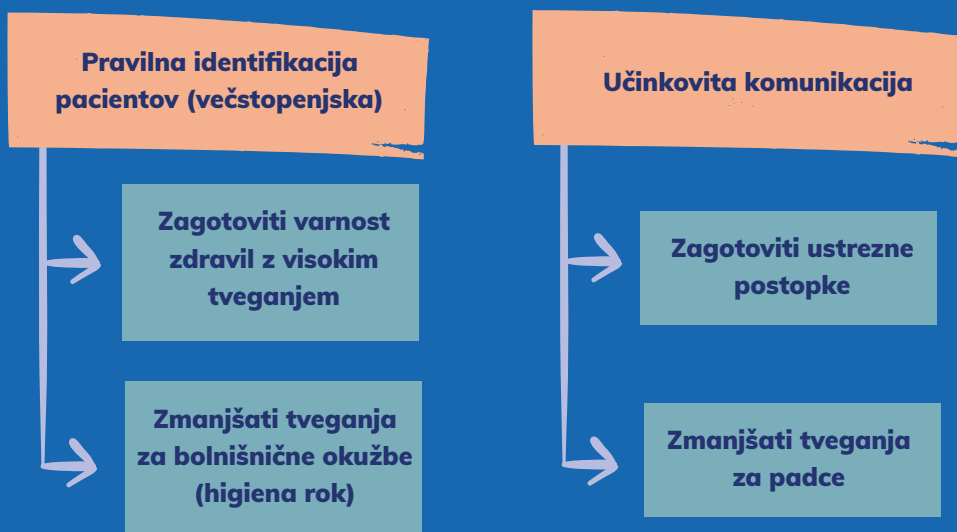 Pravilna identifikacija
pacientov (večstopenjska)
Zagotoviti varnost
zdravil z visokim
tveganjem
Zmanjšati tveganja
za bolnišnične okužbe
(higiena rok)
Učinkovita komunikacija
Zagotoviti ustrezne
postopke
Zmanjšati tveganja
za padce